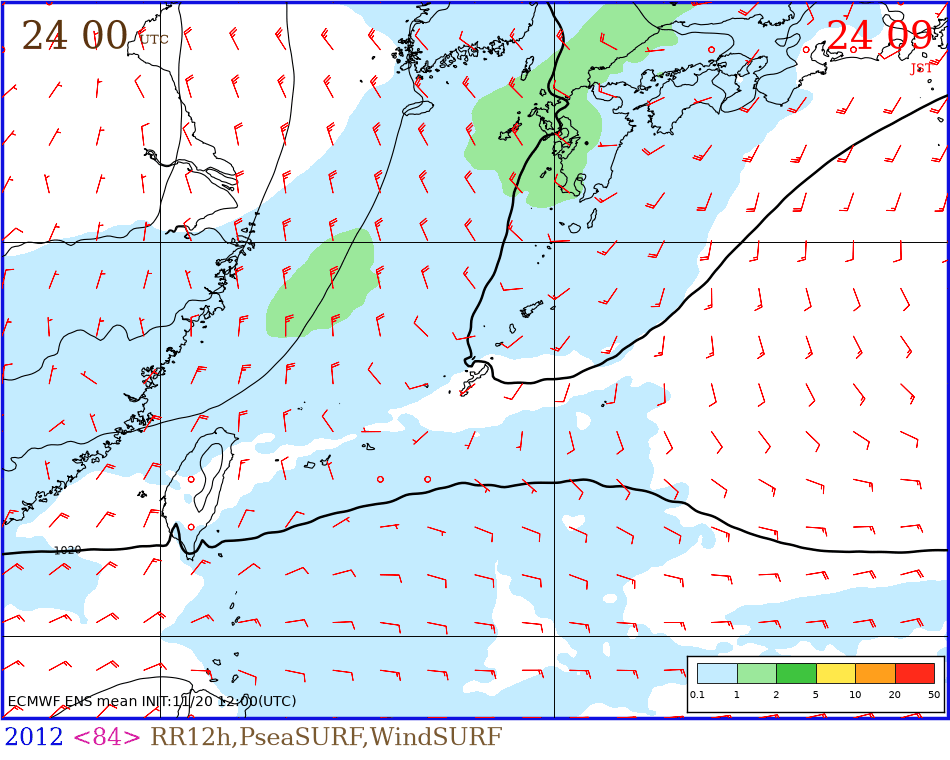 24 00 UTC
24 09
JST
1020
0.1 1 2 5 10 20 50
ECMWF ENS mean INIT:11/20 12:00(UTC)
2012 <84> RR12h,PseaSURF,WindSURF